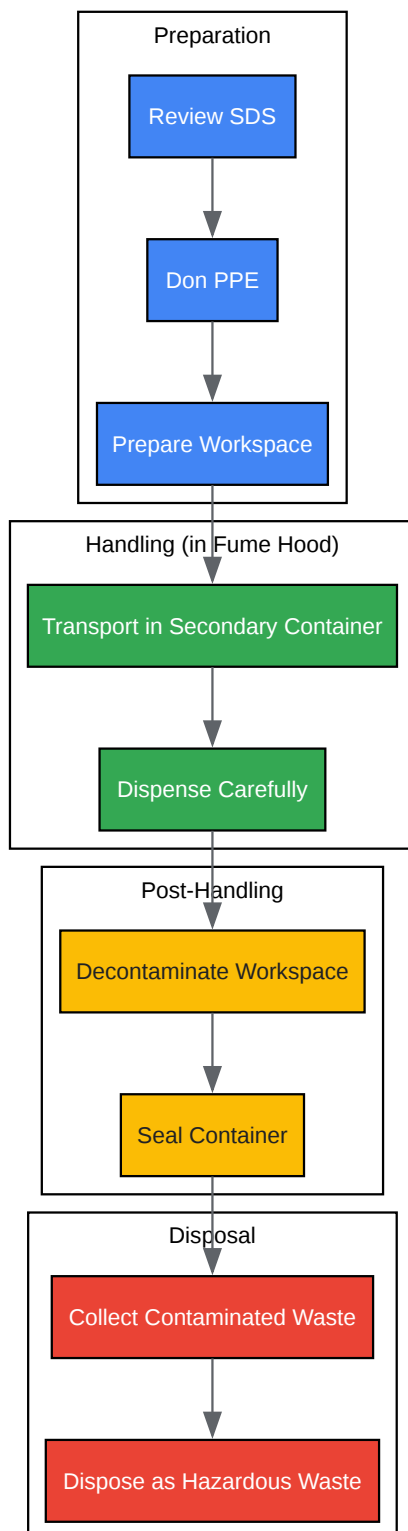 Preparation
Review SDS
Don PPE
Prepare Workspace
Handling (in Fume Hood)
Transport in Secondary Container
Dispense Carefully
Post-Handling
Decontaminate Workspace
Seal Container
Disposal
Collect Contaminated Waste
Dispose as Hazardous Waste